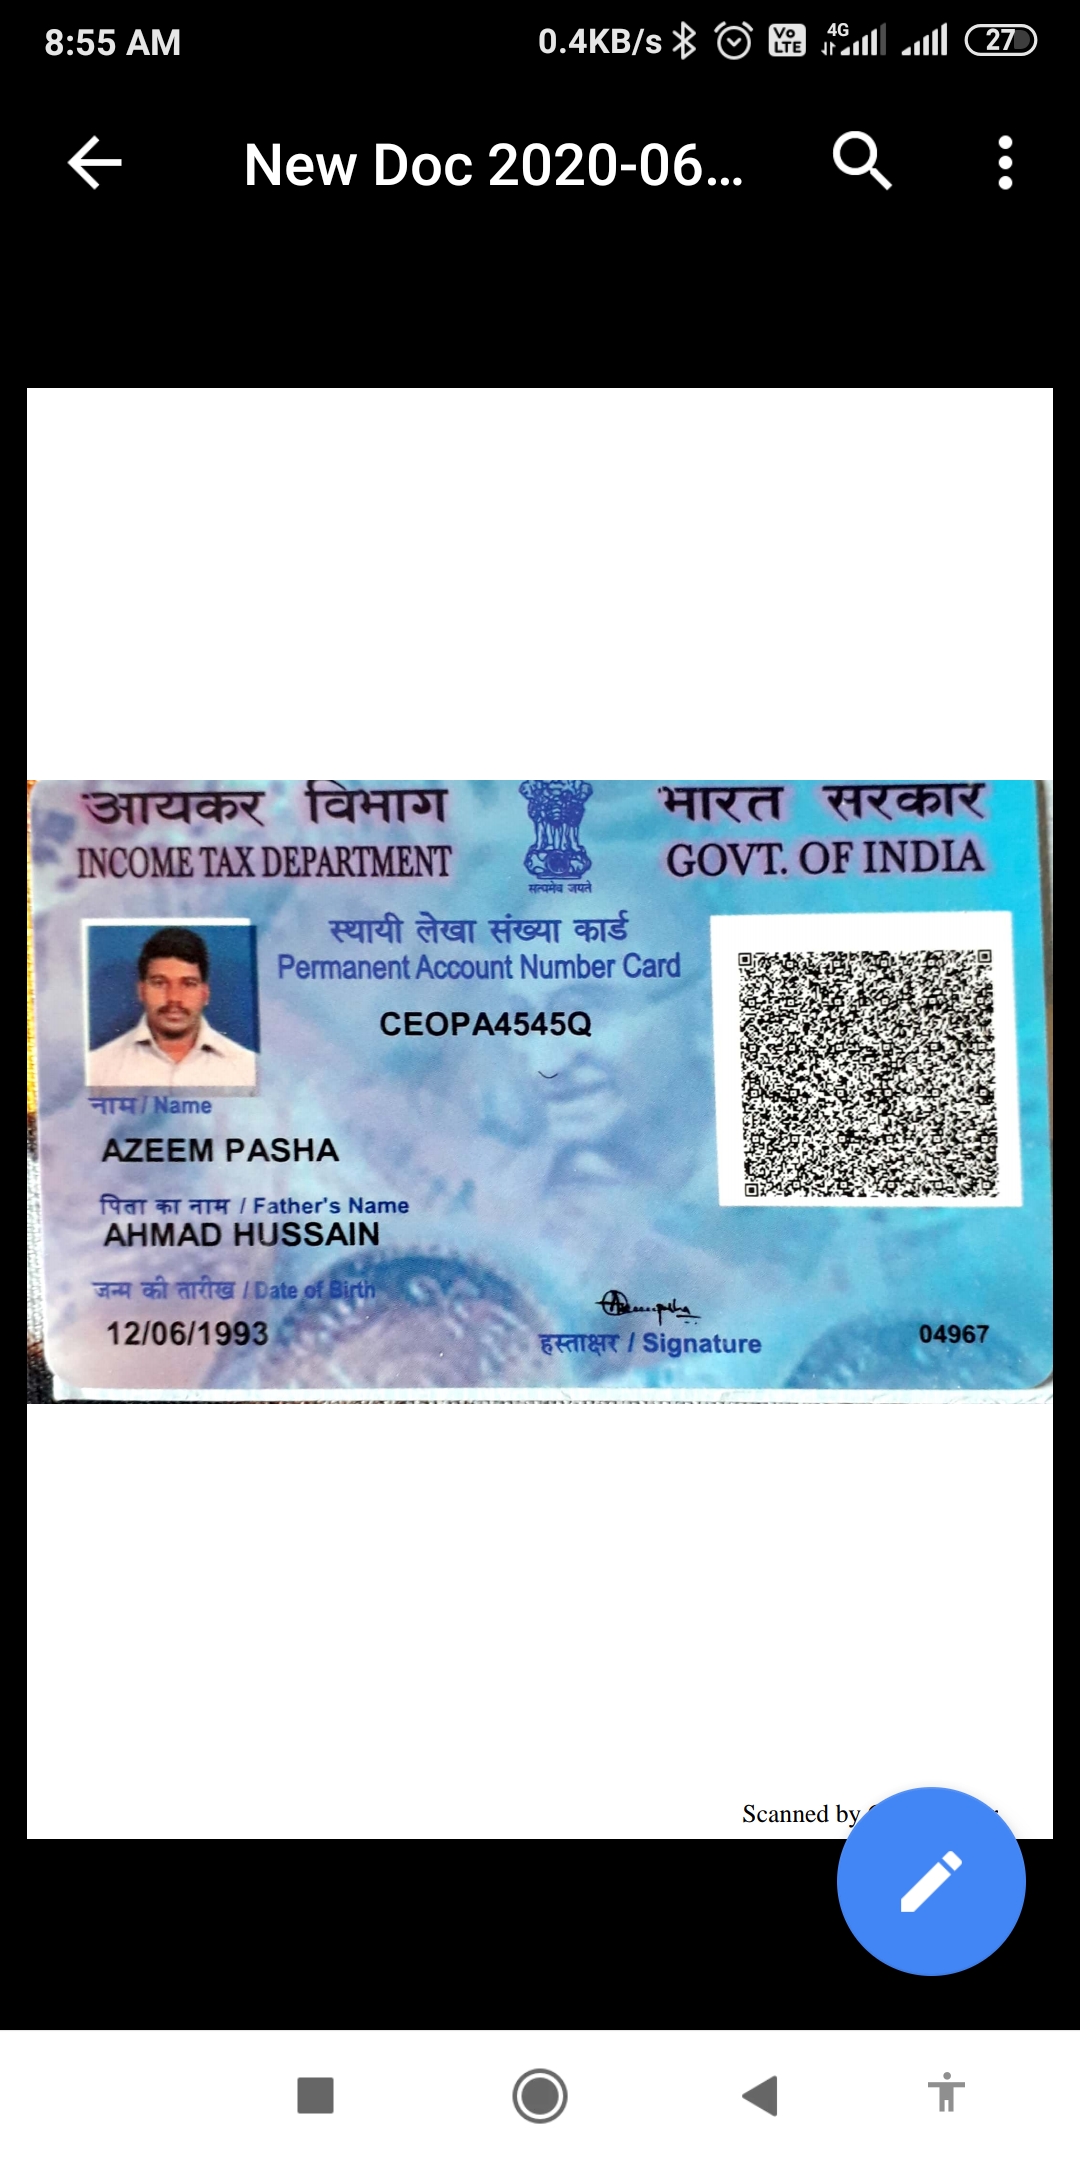 8:55 AM 0.4KB/s Vo LTE 4G 27
New Doc 2020-06...
आयकर विभाग भारत सरकार
INCOME TAX DEPARTMENT GOVT. OF INDIA
सत्यमेव जयते
स्थायी लेखा संख्या कार्ड
Permanent Account Number Card
CEOPA4545Q
नाम / Name
AZEEM PASHA
पिता का नाम / Father's Name
AHMAD HUSSAIN
जन्म की तारीख / Date of Birth
12/06/1993
हस्ताक्षर / Signature
04967
Scanned by